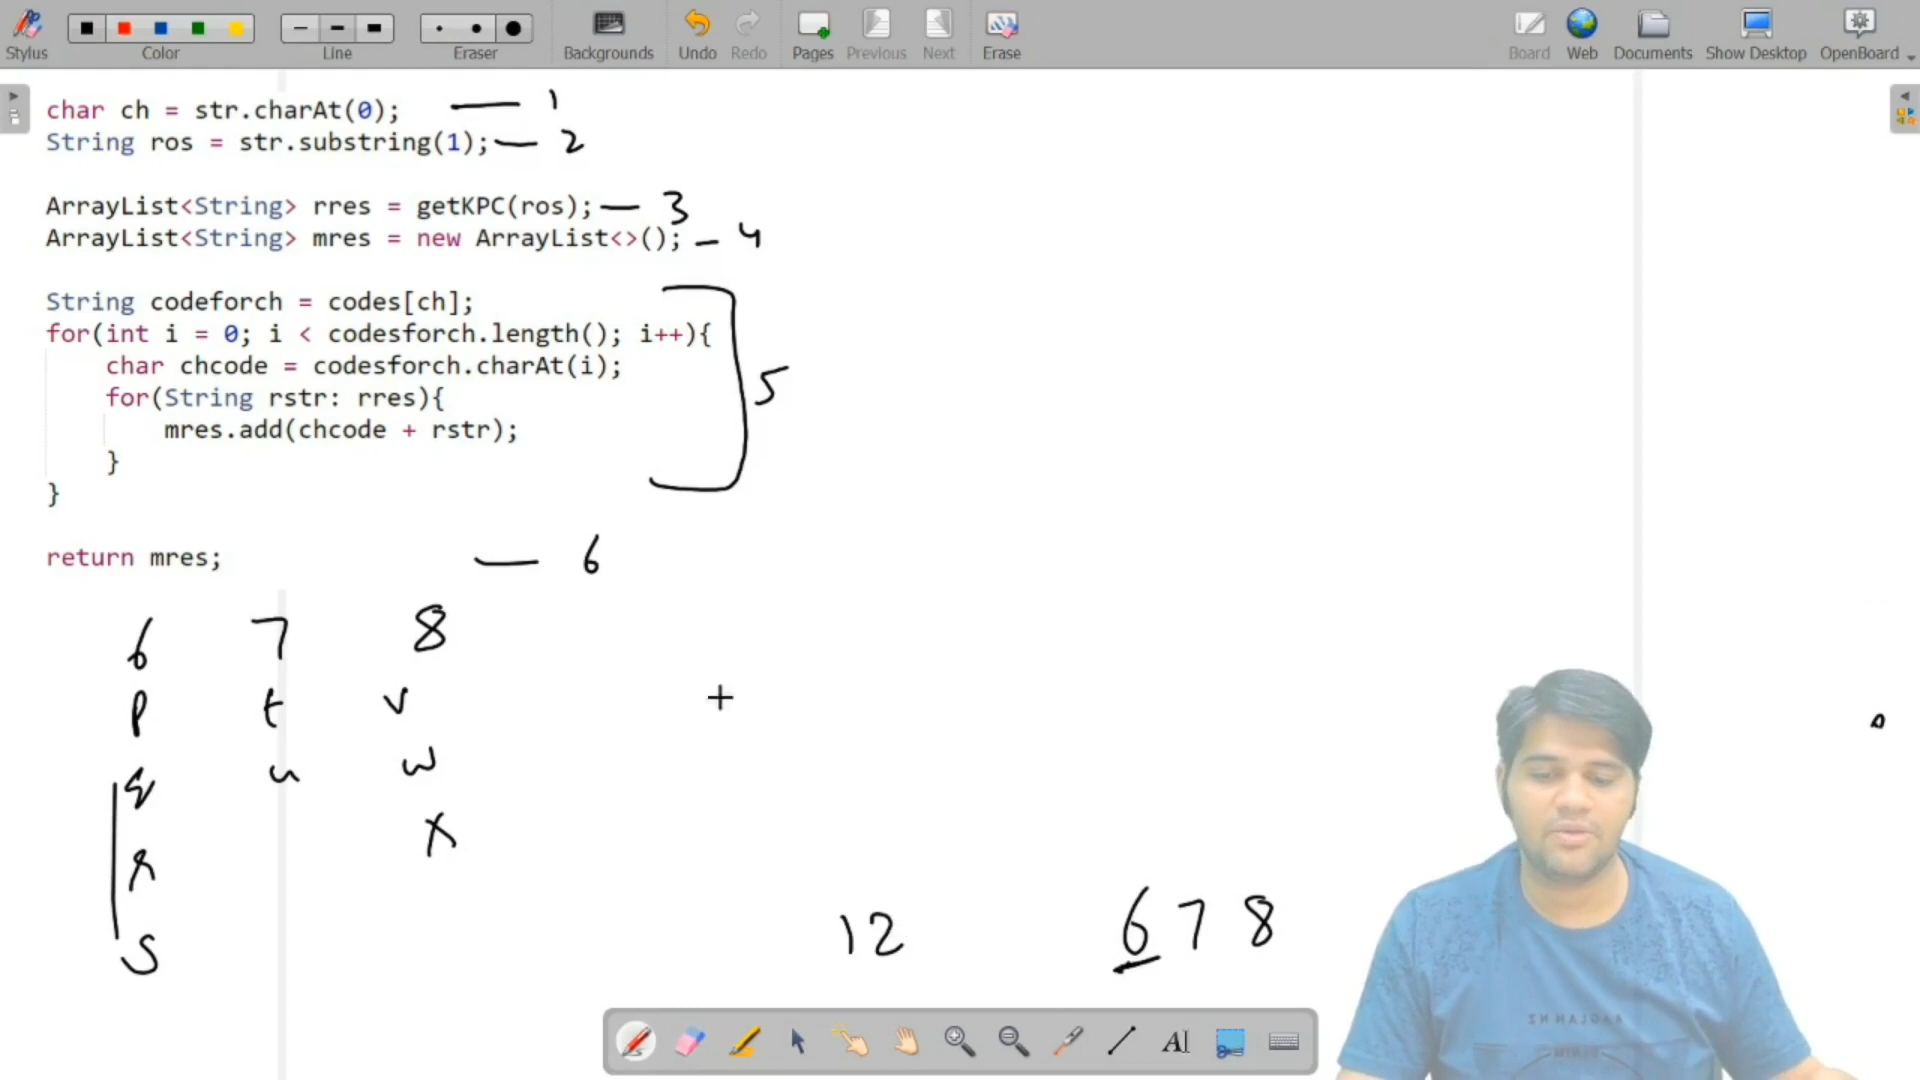 Stylus Color Line Eraser Backgrounds Undo Redo Pages Previous Next Erase Board Web Documents Show Desktop OpenBoard
char ch = str.charAt(0); — 1
String ros = str.substring(1); — 2
ArrayList<String> rres = getKPC(ros); — 3
ArrayList<String> mres = new ArrayList<>(); — 4
String codeforch = codes[ch];
for(int i = 0; i < codesforch.length(); i++){
char chcode = codesforch.charAt(i);
for(String rstr: rres){
mres.add(chcode + rstr);
}
}
5
return mres; — 6
6 7 8
p t v
q u w
r x
s
12 678
AI